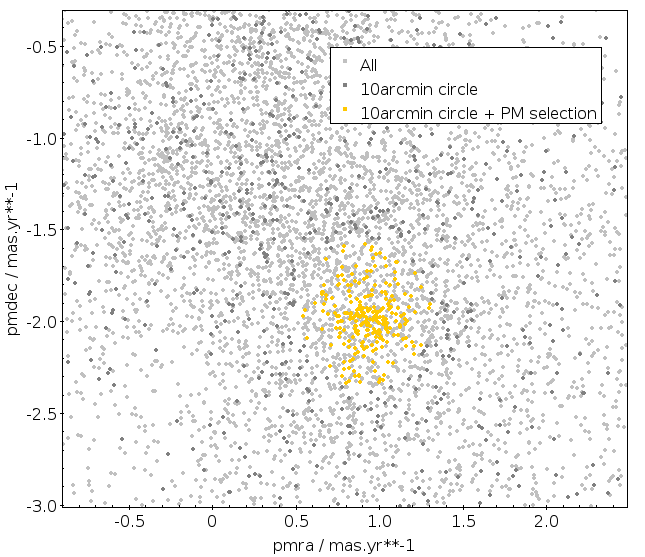 -0.5
-1.0
-1.5
-2.0
-2.5
-3.0
pmdec / mas.yr**-1
All
10arcmin circle
10arcmin circle + PM selection
-0.5 0 0.5 1.0 1.5 2.0
pmra / mas.yr**-1